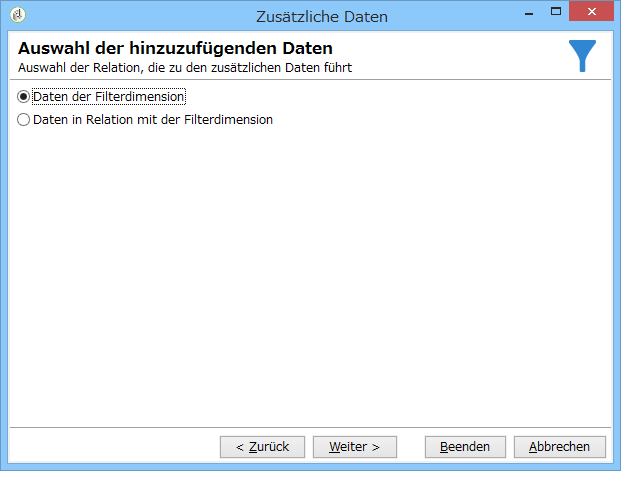 Zusätzliche Daten
Auswahl der hinzuzufügenden Daten
Auswahl der Relation, die zu den zusätzlichen Daten führt
Daten der Filterdimension
Daten in Relation mit der Filterdimension
< Zurück Weiter > Beenden Abbrechen